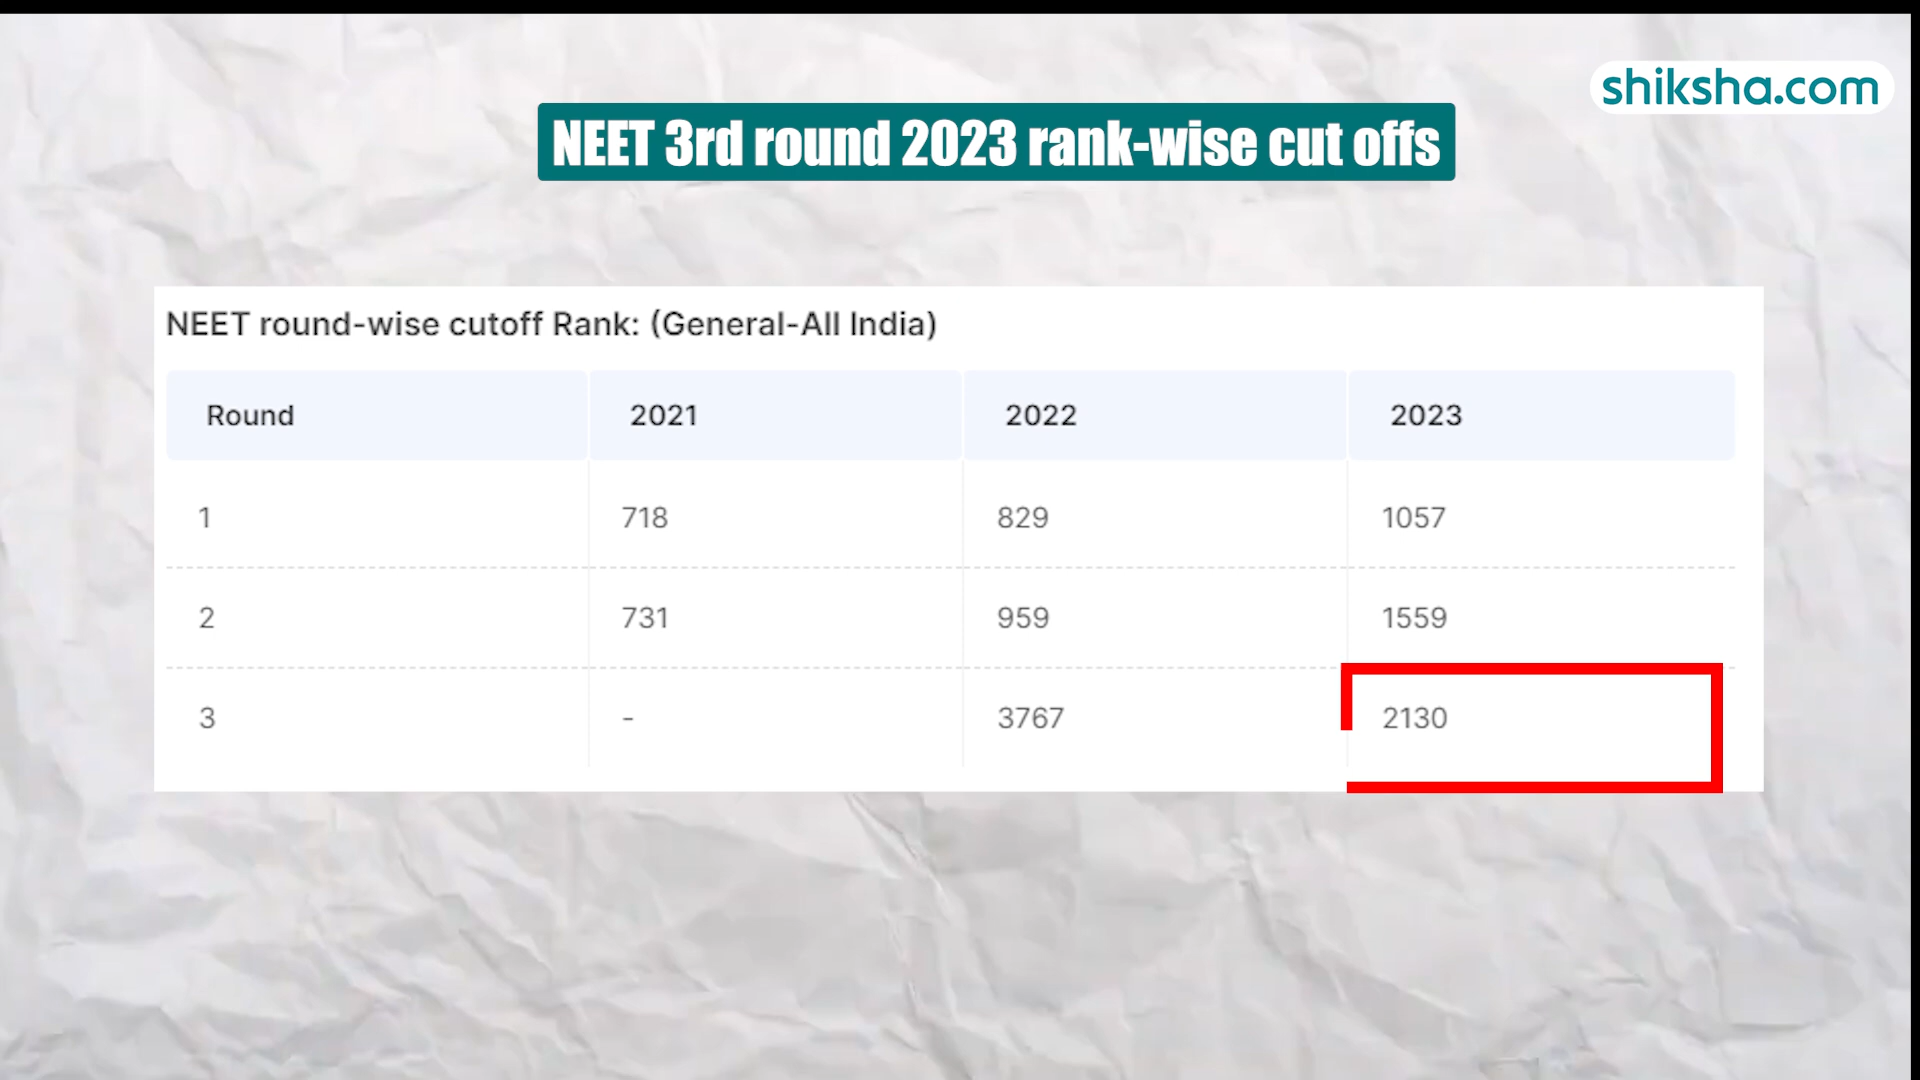 shiksha.com
NEET 3rd round 2023 rank-wise cut offs
NEET round-wise cutoff Rank: (General-All India)
Round 2021 2022 2023
1 718 829 1057
2 731 959 1559
3 - 3767 2130